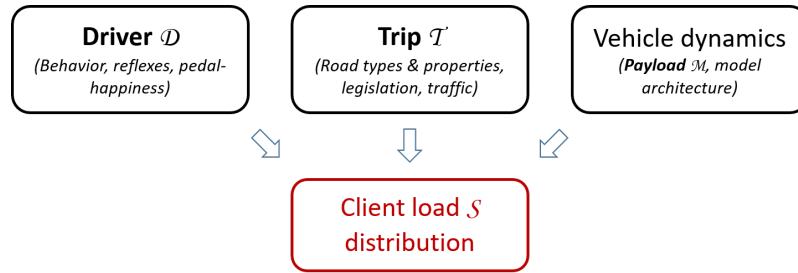 Driver 𝒟
(Behavior, reflexes, pedal-
happiness)
Trip 𝒯
(Road types & properties,
legislation, traffic)
Vehicle dynamics
(Payload ℳ, model
architecture)
Client load 𝒮
distribution